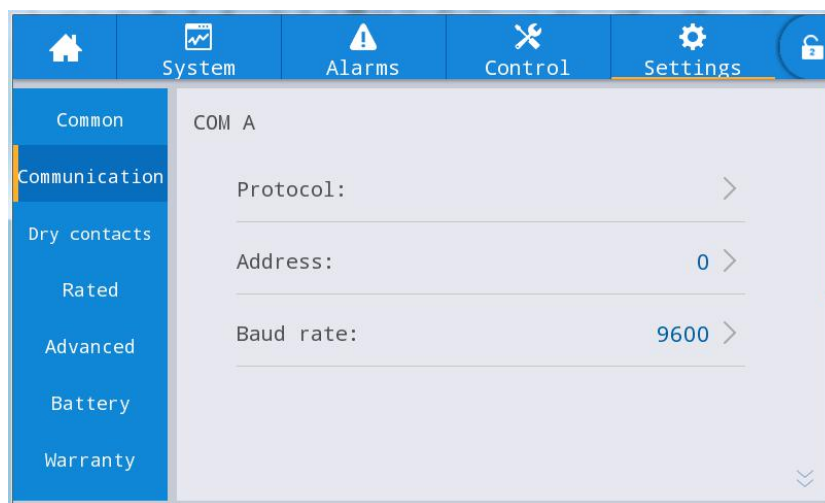 System Alarms Control Settings 2
Common
Communication
Dry contacts
Rated
Advanced
Battery
Warranty
COM A
Protocol:
Address: 0
Baud rate: 9600